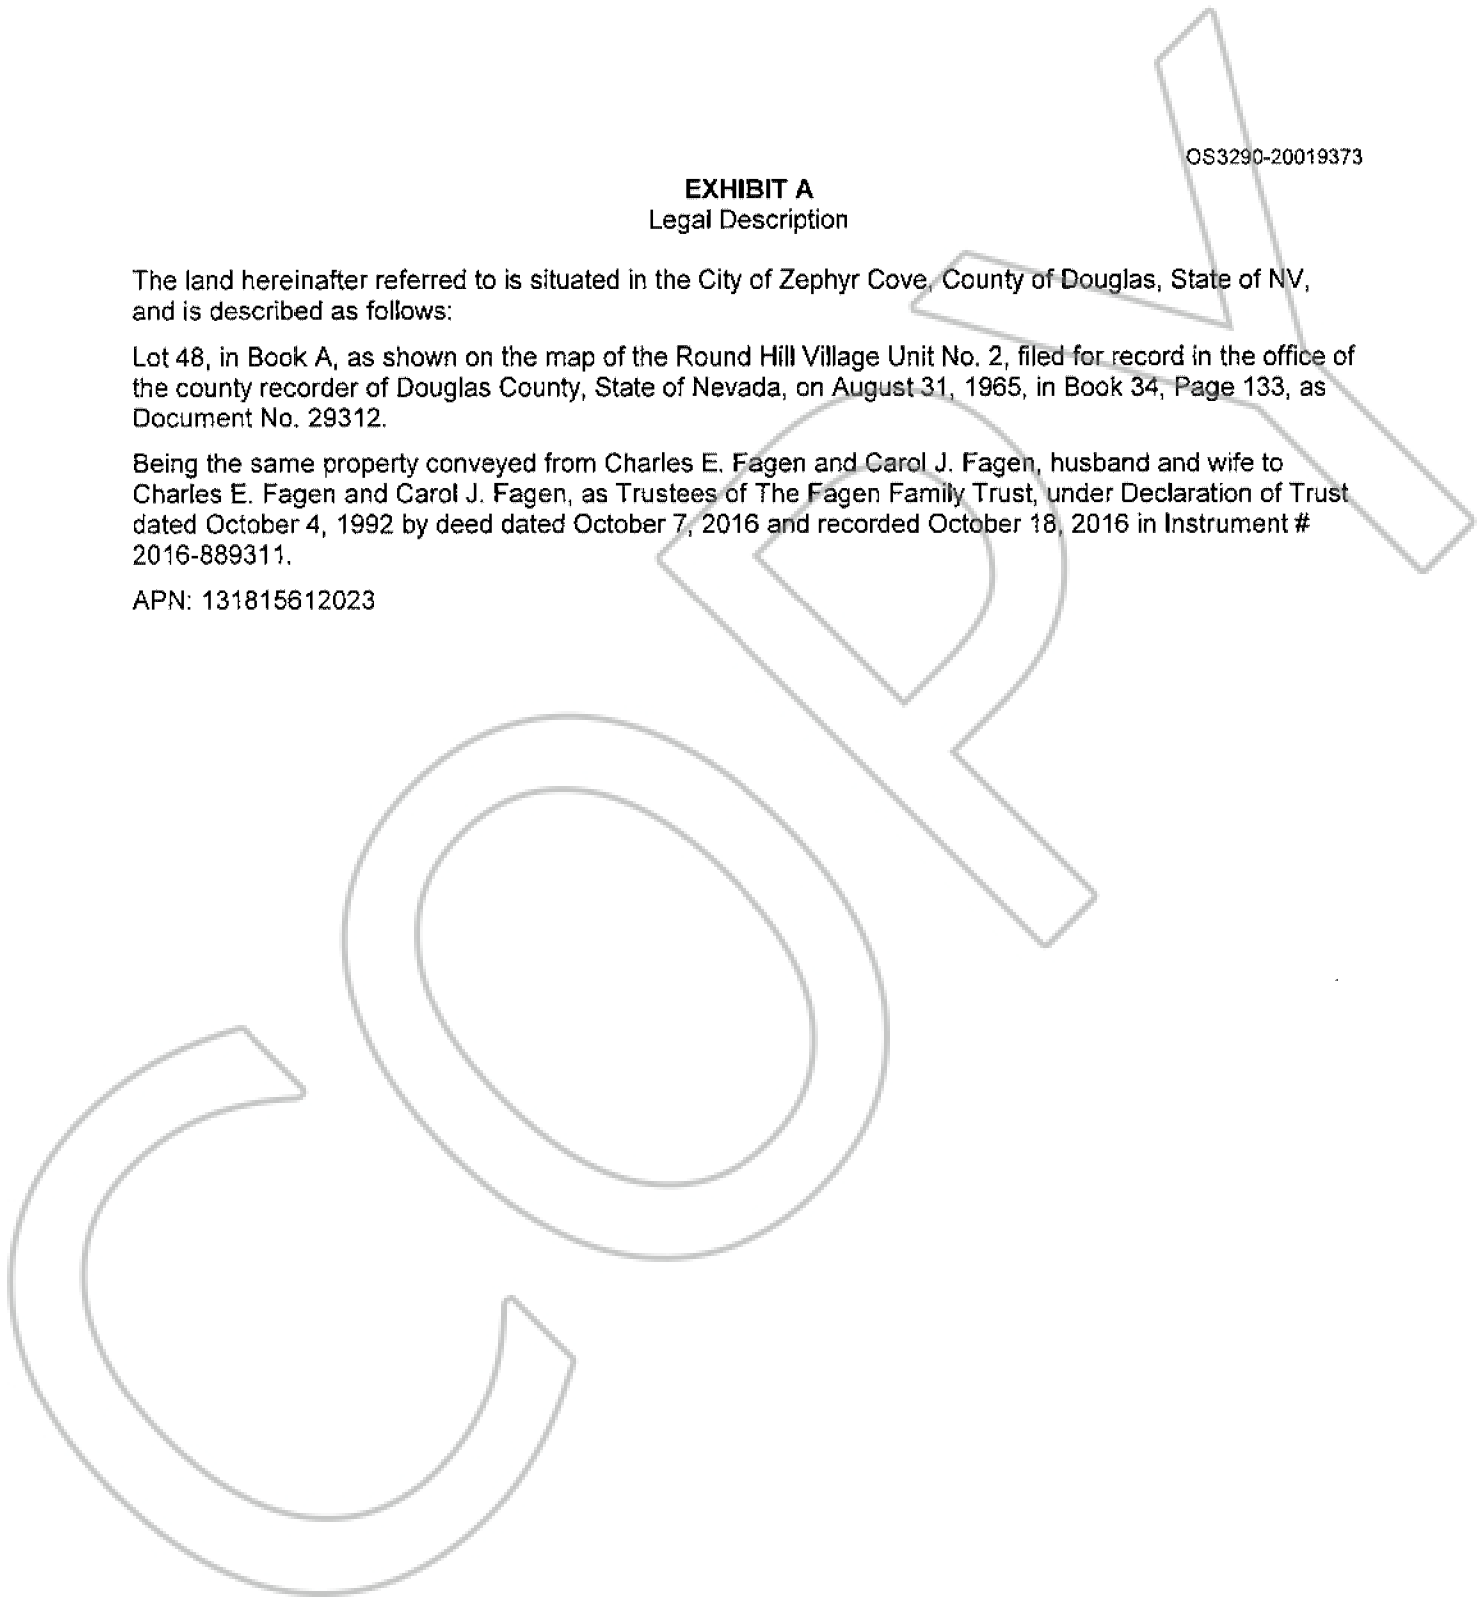 OS3290-20019373
EXHIBIT A
Legal Description
The land hereinafter referred to is situated in the City of Zephyr Cove, County of Douglas, State of NV,
and is described as follows:
Lot 48, in Book A, as shown on the map of the Round Hill Village Unit No. 2, filed for record in the office of
the county recorder of Douglas County, State of Nevada, on August 31, 1965, in Book 34, Page 133, as
Document No. 29312.
Being the same property conveyed from Charles E. Fagen and Carol J. Fagen, husband and wife to
Charles E. Fagen and Carol J. Fagen, as Trustees of The Fagen Family Trust, under Declaration of Trust
dated October 4, 1992 by deed dated October 7, 2016 and recorded October 18, 2016 in Instrument #
2016-889311.
APN: 131815612023
COPY